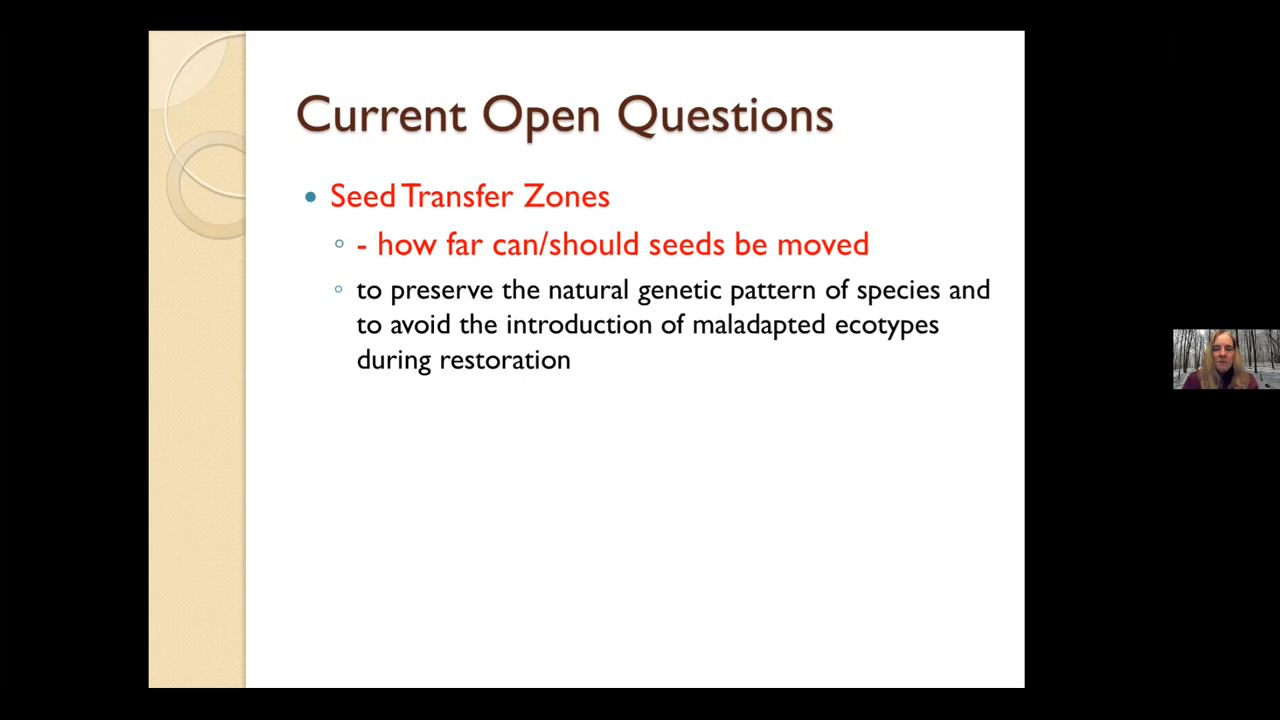 Current Open Questions
Seed Transfer Zones
- how far can/should seeds be moved
to preserve the natural genetic pattern of species and
to avoid the introduction of maladapted ecotypes
during restoration